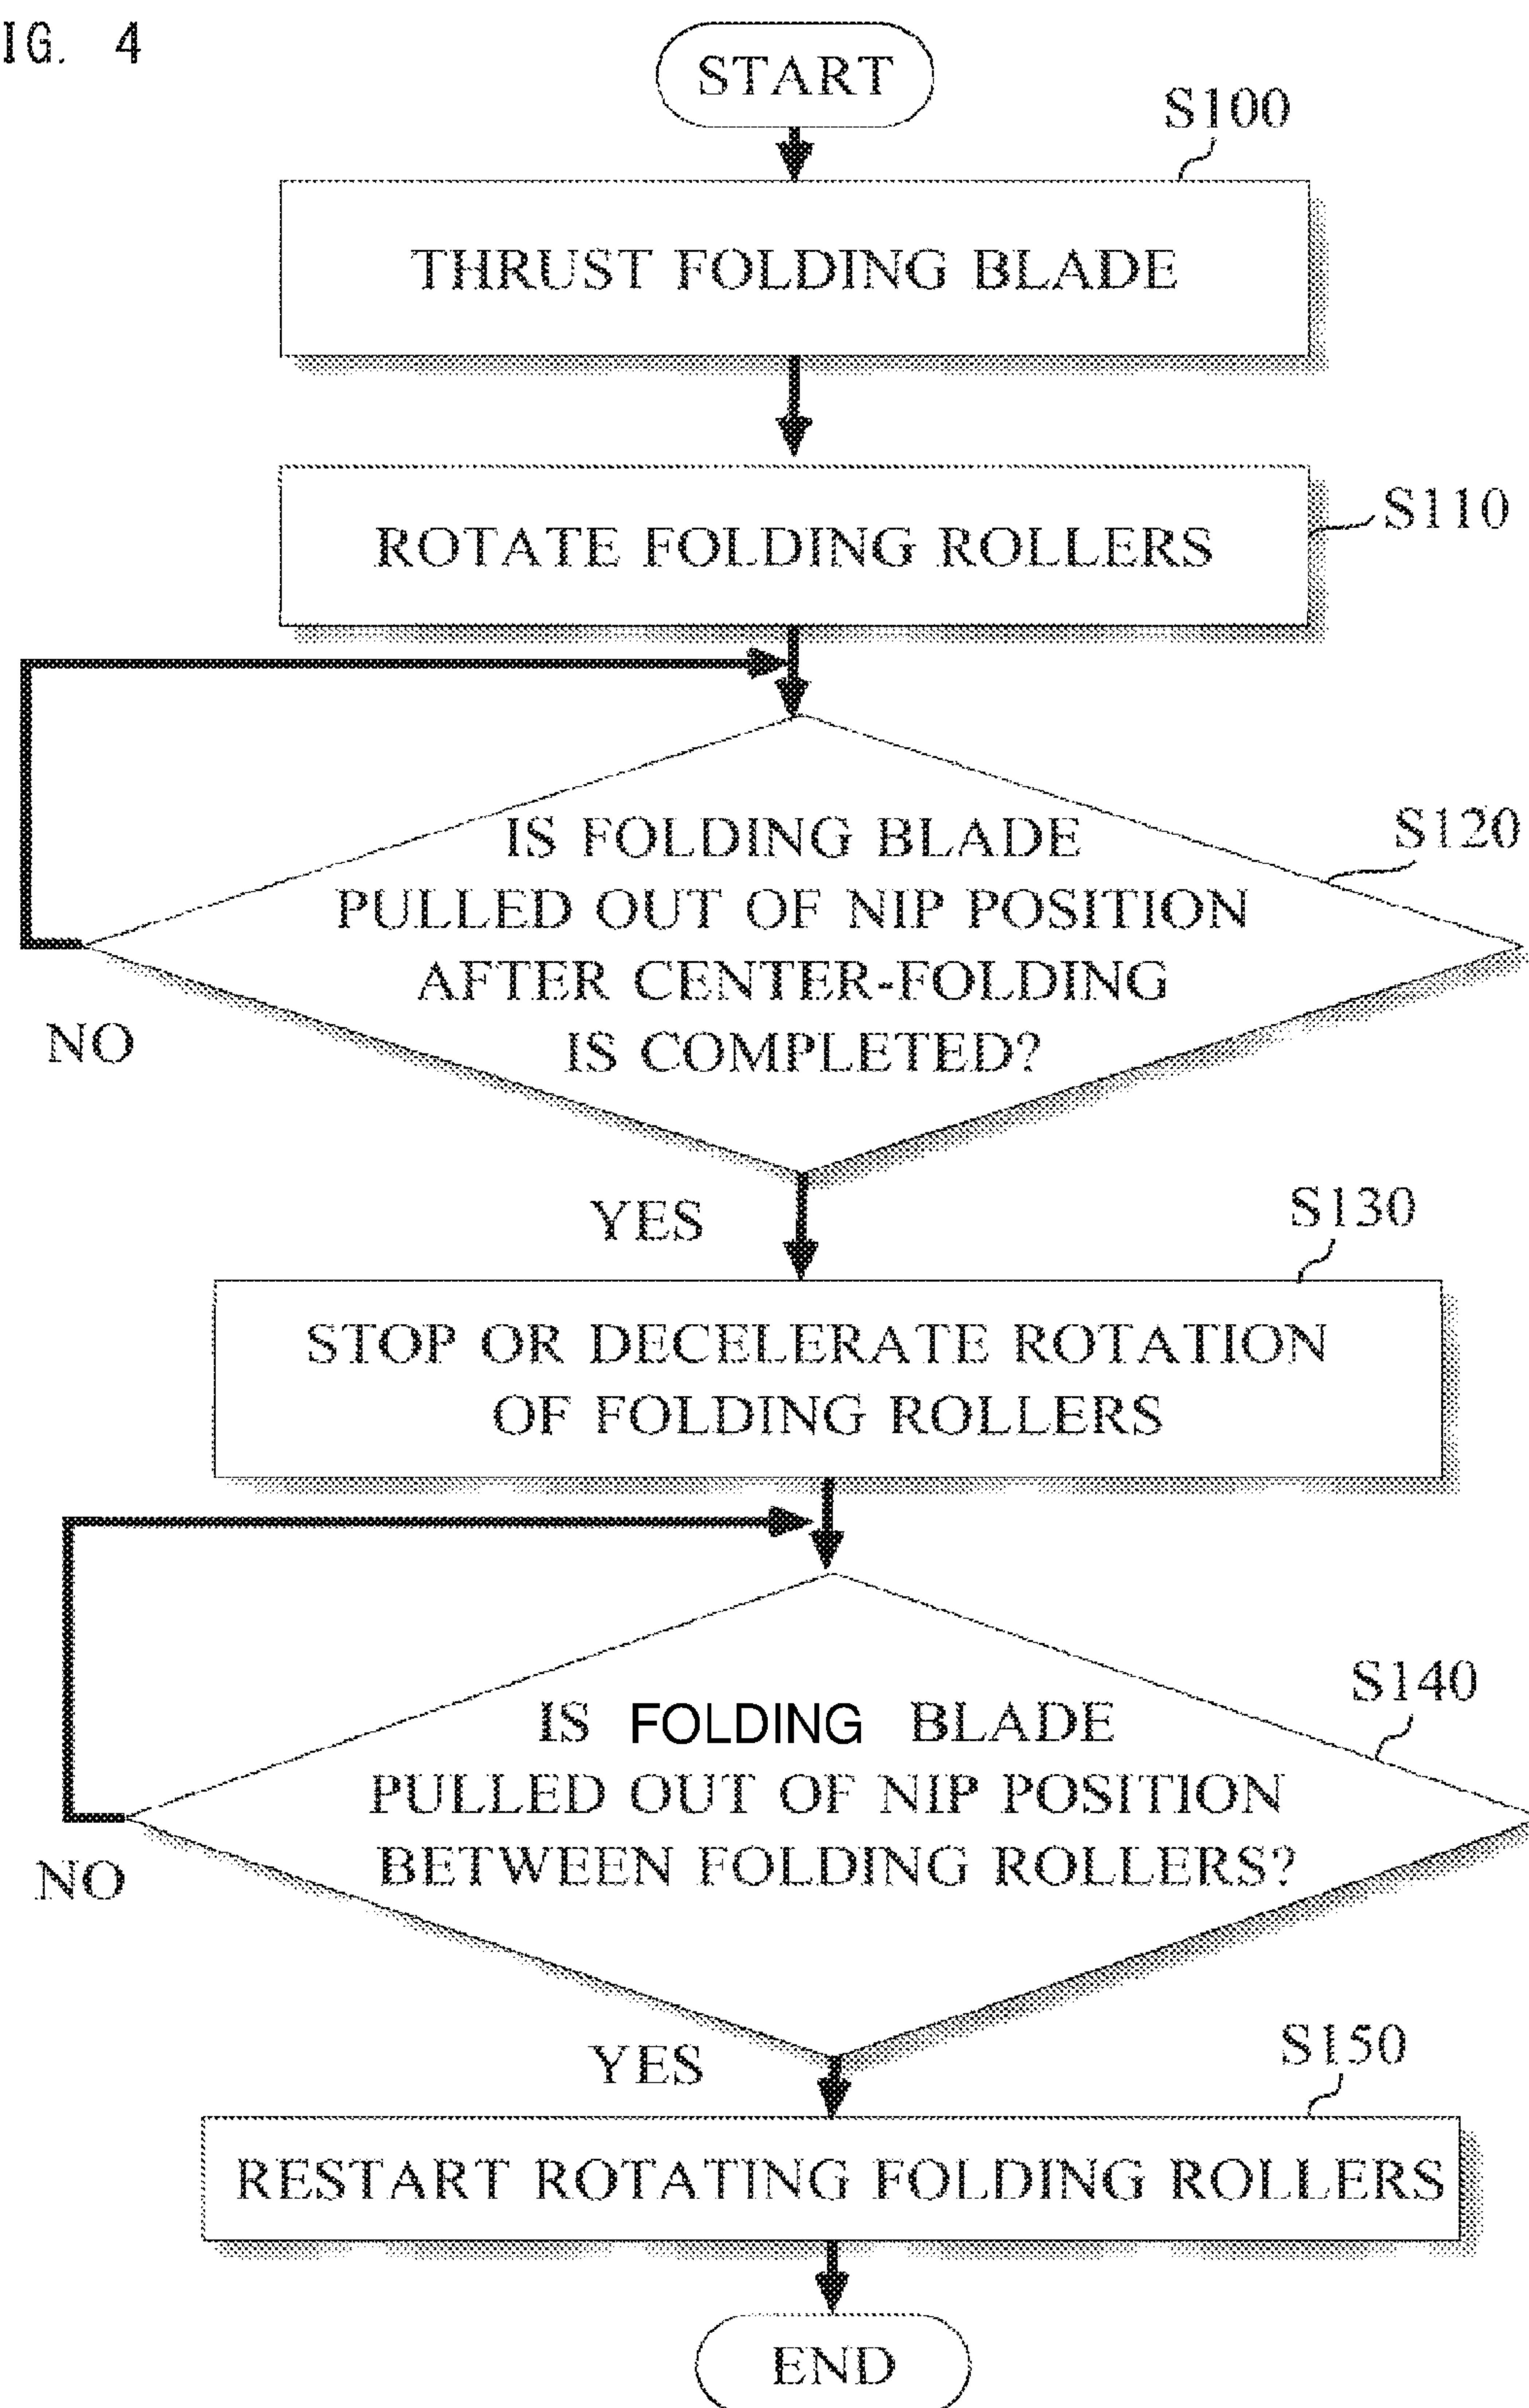 IG. 4
START
S100
THRUST FOLDING BLADE
ROTATE FOLDING ROLLERS
S110
IS FOLDING BLADE
PULLED OUT OF NIP POSITION
AFTER CENTER-FOLDING
IS COMPLETED?
S120
NO
YES
S130
STOP OR DECELERATE ROTATION
OF FOLDING ROLLERS
IS FOLDING BLADE
PULLED OUT OF NIP POSITION
BETWEEN FOLDING ROLLERS?
S140
NO
YES
S150
RESTART ROTATING FOLDING ROLLERS
END